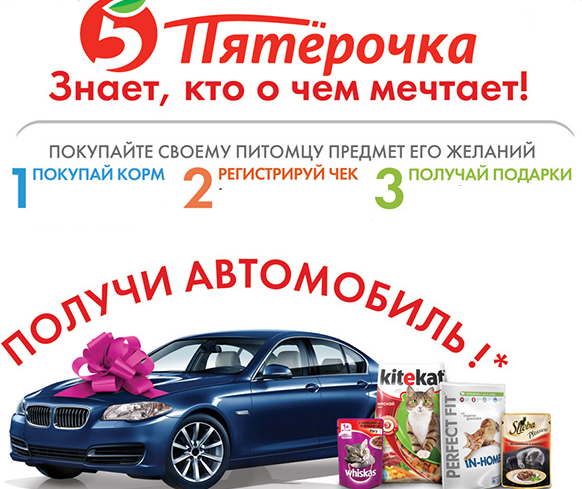 5 Пятёрочка
Знает, кто о чем мечтает!
ПОКУПАЙТЕ СВОЕМУ ПИТОМЦУ ПРЕДМЕТ ЕГО ЖЕЛАНИЙ
1 ПОКУПАЙ КОРМ 2 РЕГИСТРИРУЙ ЧЕК 3 ПОЛУЧАЙ ПОДАРКИ
ПОЛУЧИ АВТОМОБИЛЬ!*
kitekat
whiskas
PERFECT FIT
IN-HOME
Sheba
Pleasure